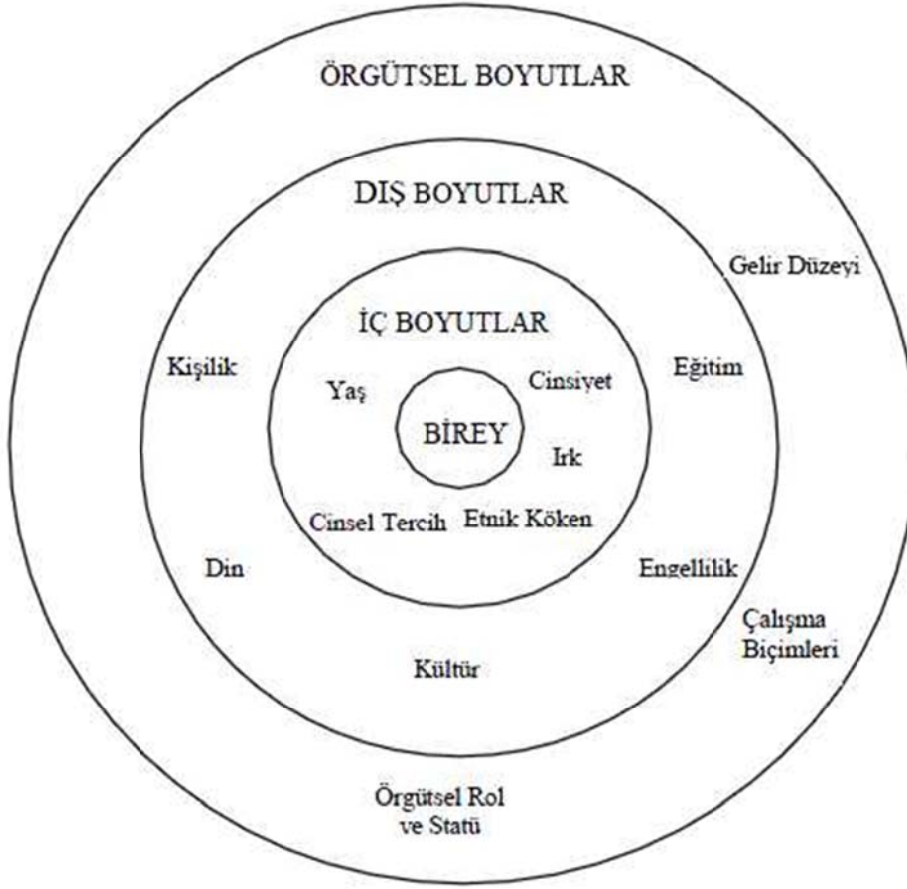 ÖRGÜTSEL BOYUTLAR
DIŞ BOYUTLAR
Gelir Düzeyi
İÇ BOYUTLAR
Kişilik
Yaş
Cinsiyet
Eğitim
BİREY
Irk
Cinsel Tercih
Etnik Köken
Din
Engellilik
Çalışma
Biçimleri
Kültür
Örgütsel Rol
ve Statü